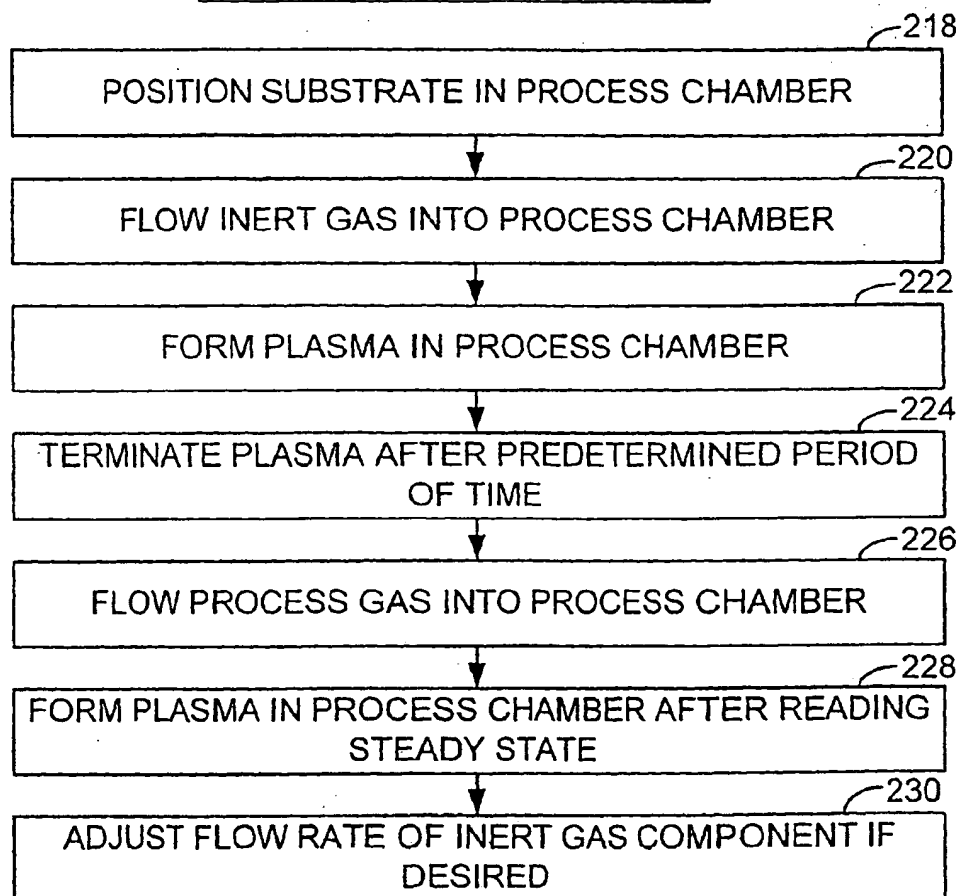 218
POSITION SUBSTRATE IN PROCESS CHAMBER
220
FLOW INERT GAS INTO PROCESS CHAMBER
222
FORM PLASMA IN PROCESS CHAMBER
224
TERMINATE PLASMA AFTER PREDETERMINED PERIOD
OF TIME
226
FLOW PROCESS GAS INTO PROCESS CHAMBER
228
FORM PLASMA IN PROCESS CHAMBER AFTER READING
STEADY STATE
230
ADJUST FLOW RATE OF INERT GAS COMPONENT IF
DESIRED